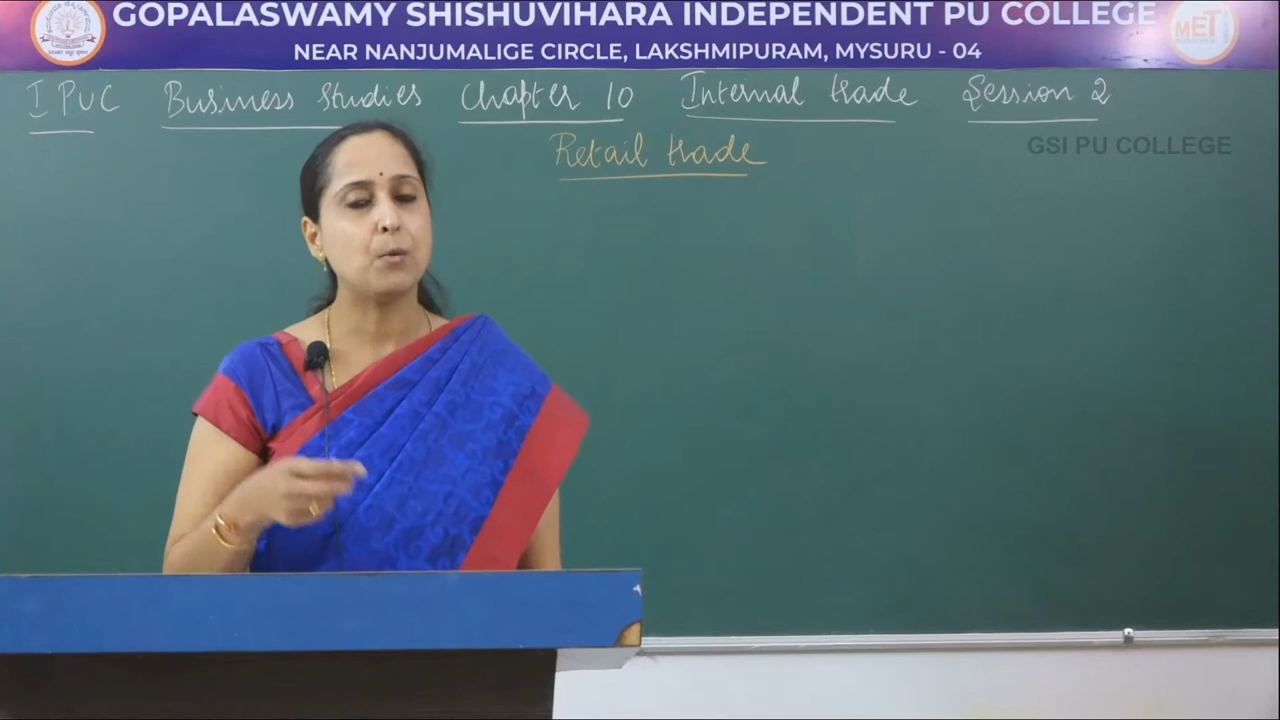 GOPALASWAMY SHISHUVIHARA INDEPENDENT PU COLLEGE
NEAR NANJUMALIGE CIRCLE, LAKSHMIPURAM, MYSURU - 04
MET
I PUC Business Studies Chapter 10 Internal trade Session 2
Retail trade
GSI PU COLLEGE